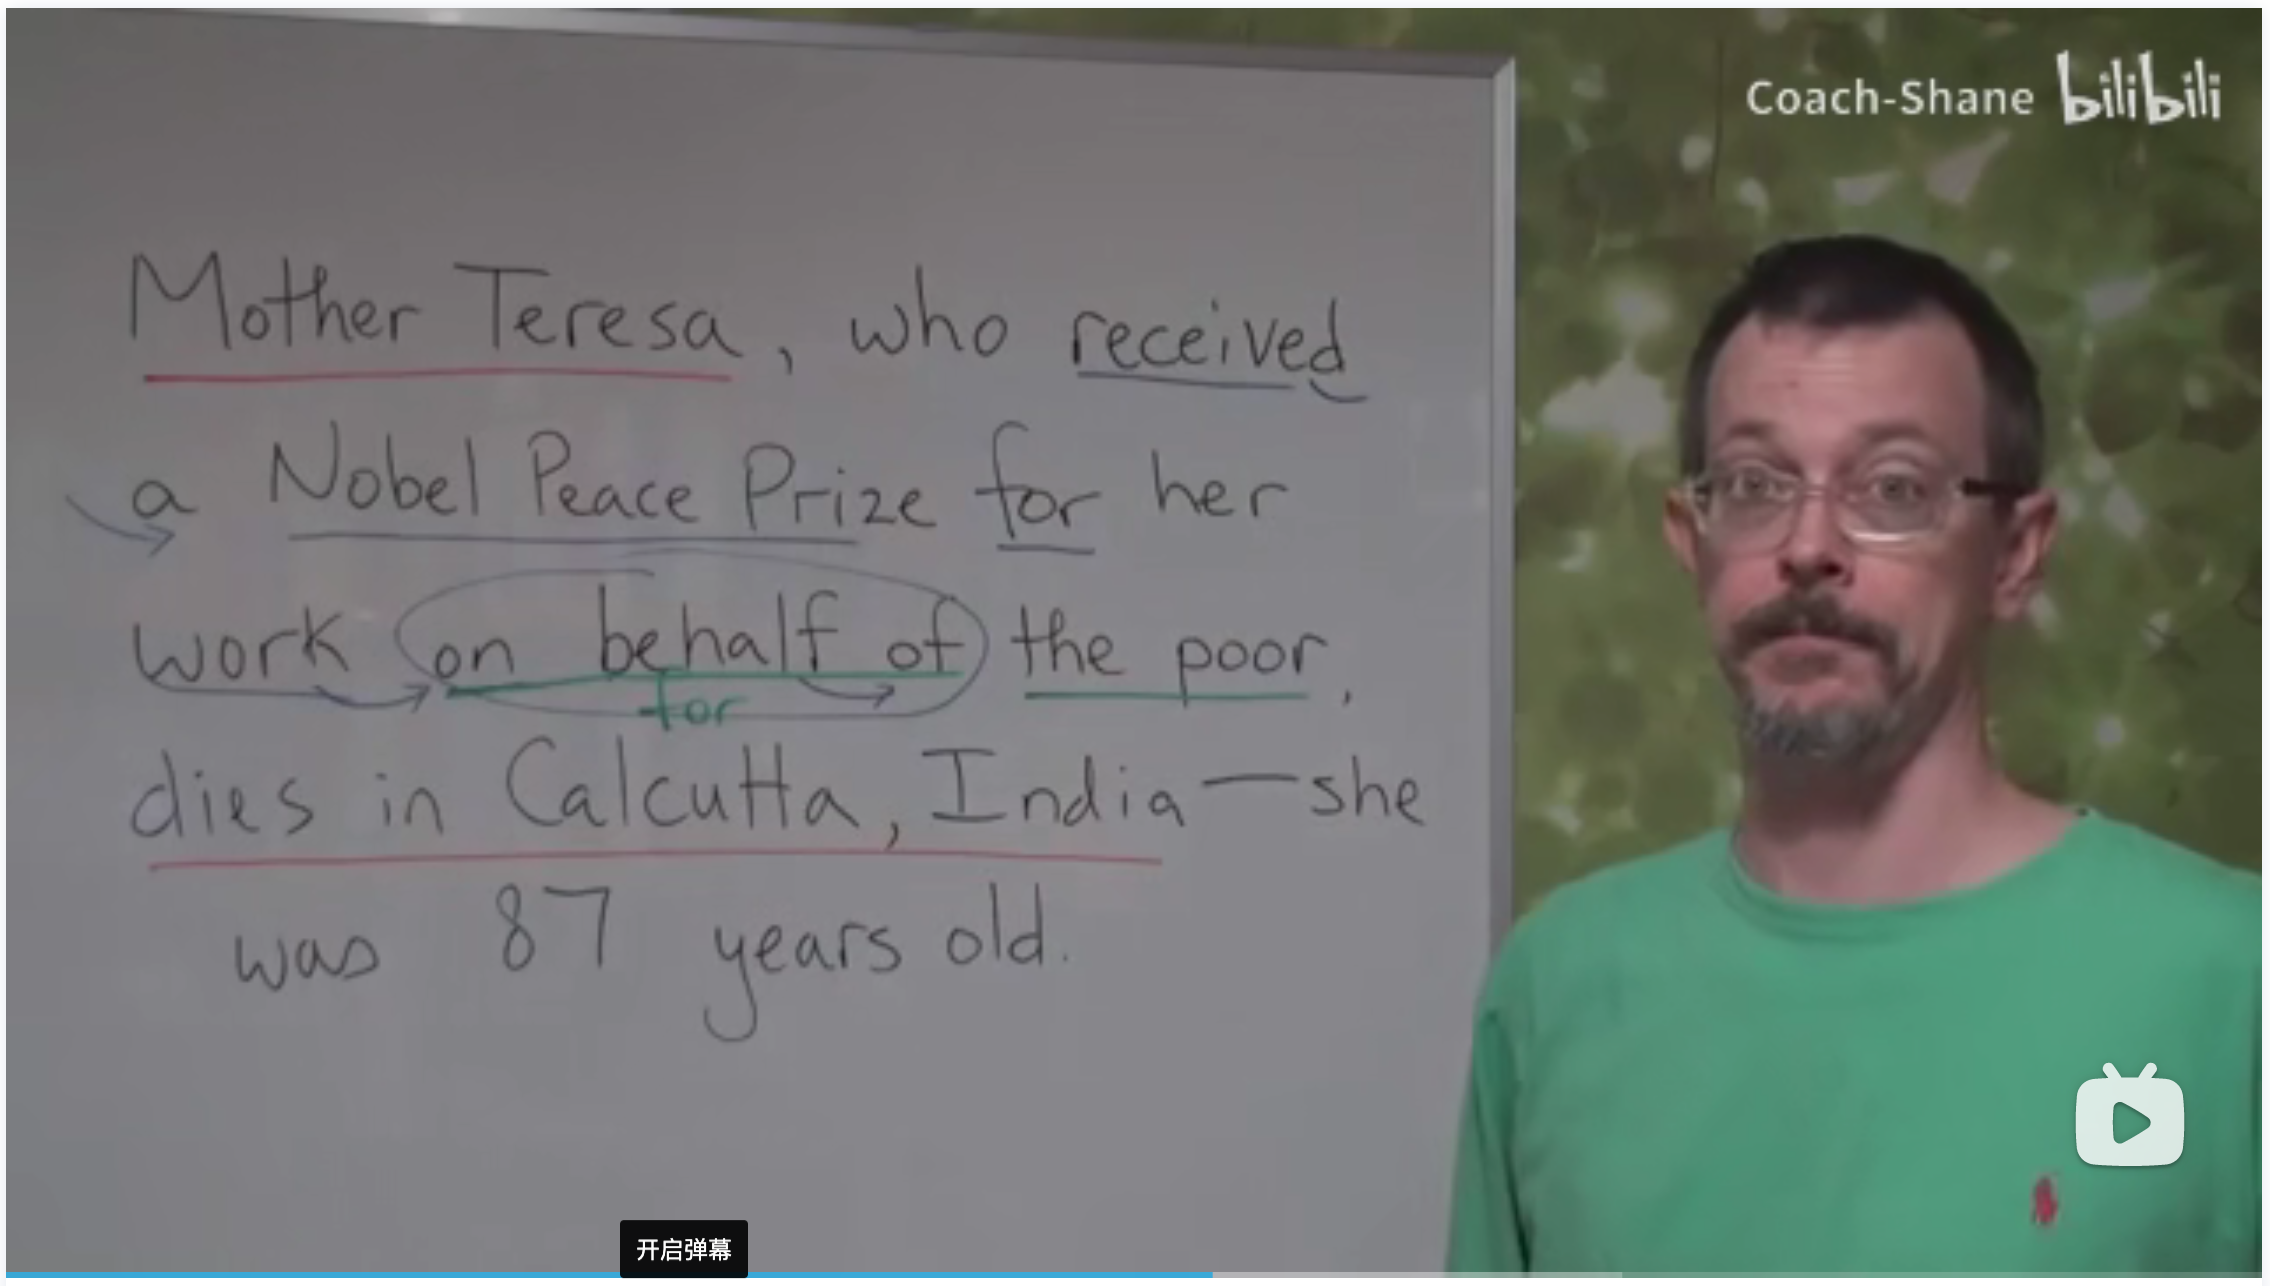 Coach-Shane bilibili
Mother Teresa, who received
a Nobel Peace Prize for her
work on behalf of the poor,
for
dies in Calcutta, India—she
was 87 years old.
开启弹幕